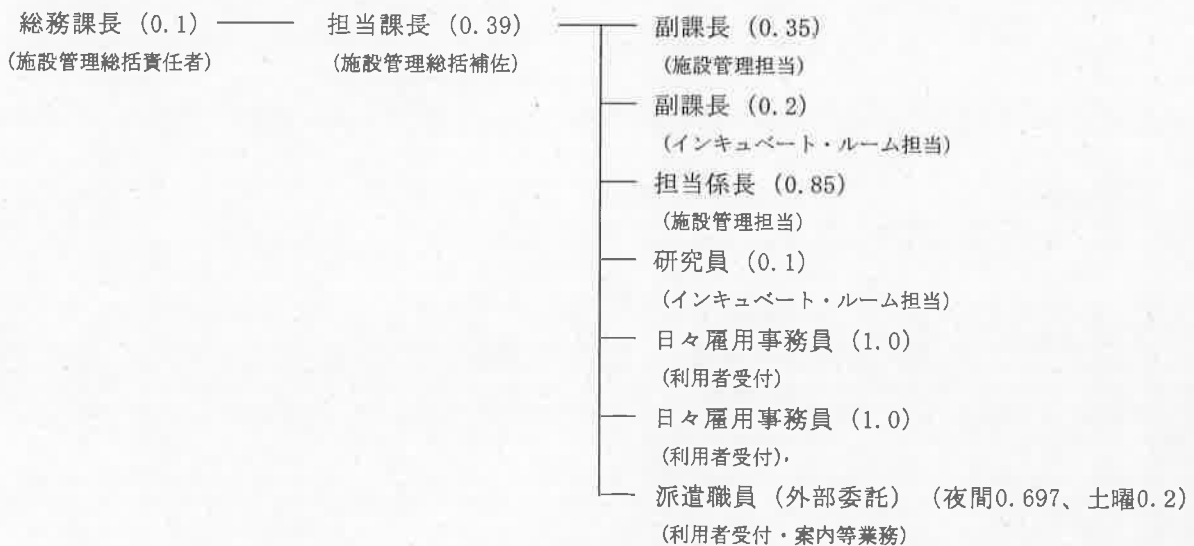 総務課長 (0.1)
(施設管理総括責任者)
担当課長 (0.39)
(施設管理総括補佐)
副課長 (0.35)
(施設管理担当)
副課長 (0.2)
(インキュベート・ルーム担当)
担当係長 (0.85)
(施設管理担当)
研究員 (0.1)
(インキュベート・ルーム担当)
日々雇用事務員 (1.0)
(利用者受付)
日々雇用事務員 (1.0)
(利用者受付)
派遣職員 (外部委託) (夜間0.697、土曜0.2)
(利用者受付・案内等業務)